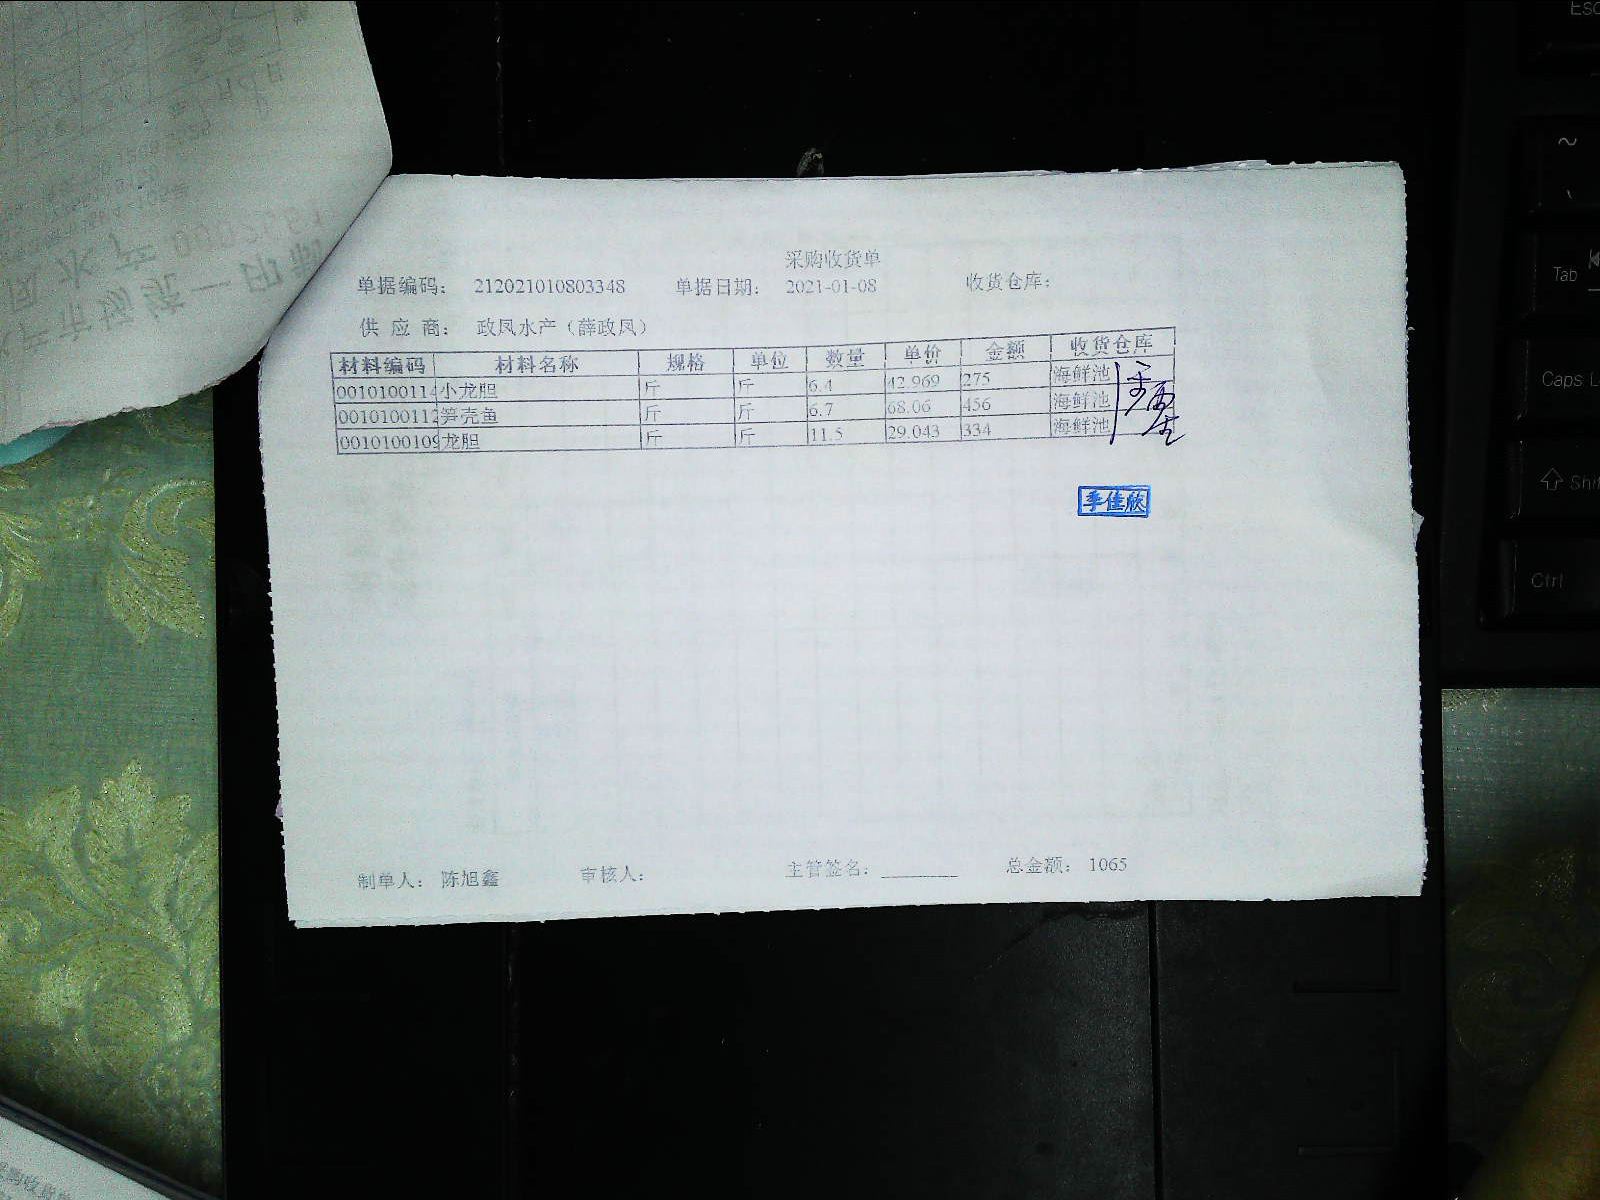 采购收货单
单据编码: 212021010803348 单据日期: 2021-01-08 收货仓库:
供 应 商: 政凤水产(薛政凤)
材料编码 材料名称 规格 单位 数量 单价 金额 收货仓库
0010100114 小龙胆 斤 斤 6.4 42.969 275 海鲜池
0010100112 笋壳鱼 斤 斤 6.7 68.06 456 海鲜池
0010100109 龙胆 斤 斤 11.5 29.043 334 海鲜池
李佳欣
制单人: 陈旭鑫 审核人: 主管签名: ________ 总金额: 1065
Esc
~
Tab
Caps L
Shif
Ctrl